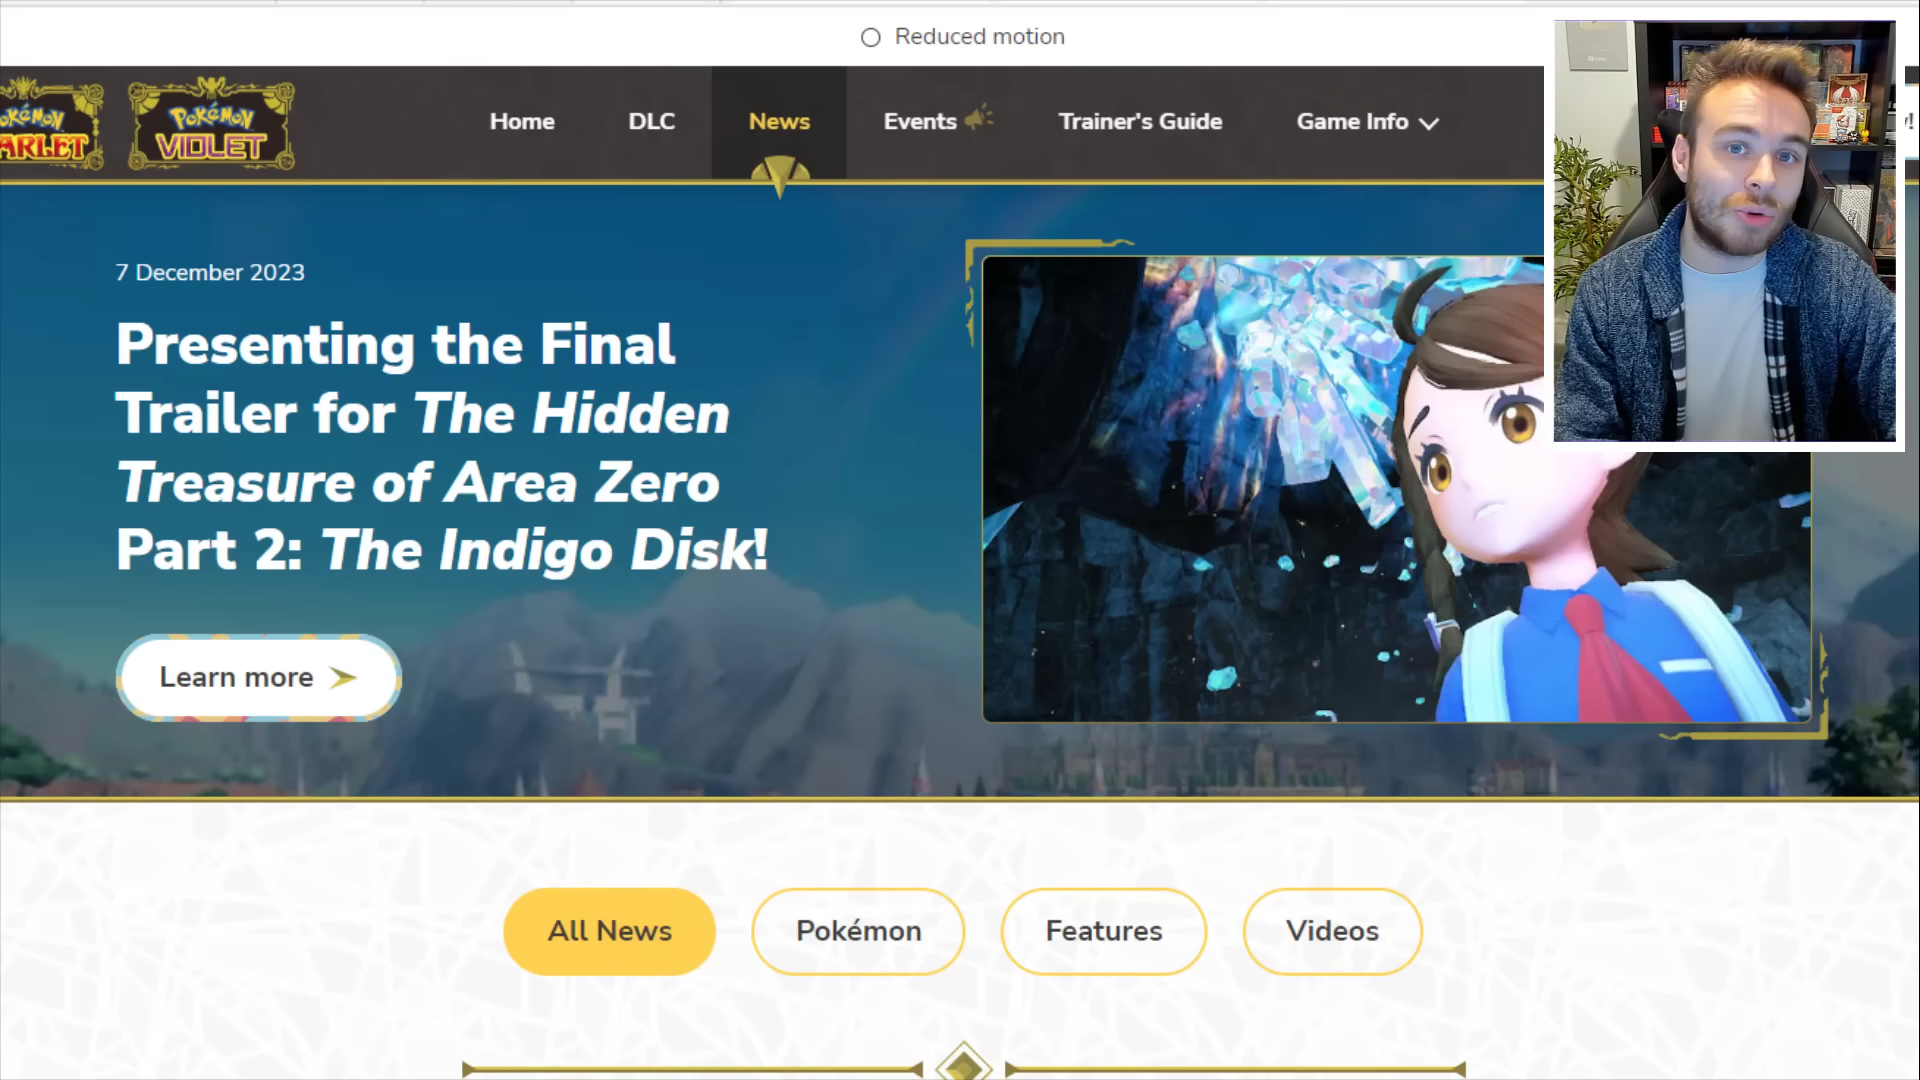 Reduced motion
Pokémon
VIOLET
Home
DLC
News
Events
Trainer's Guide
Game Info
7 December 2023
Presenting the Final
Trailer for The Hidden
Treasure of Area Zero
Part 2: The Indigo Disk!
Learn more
All News
Pokémon
Features
Videos